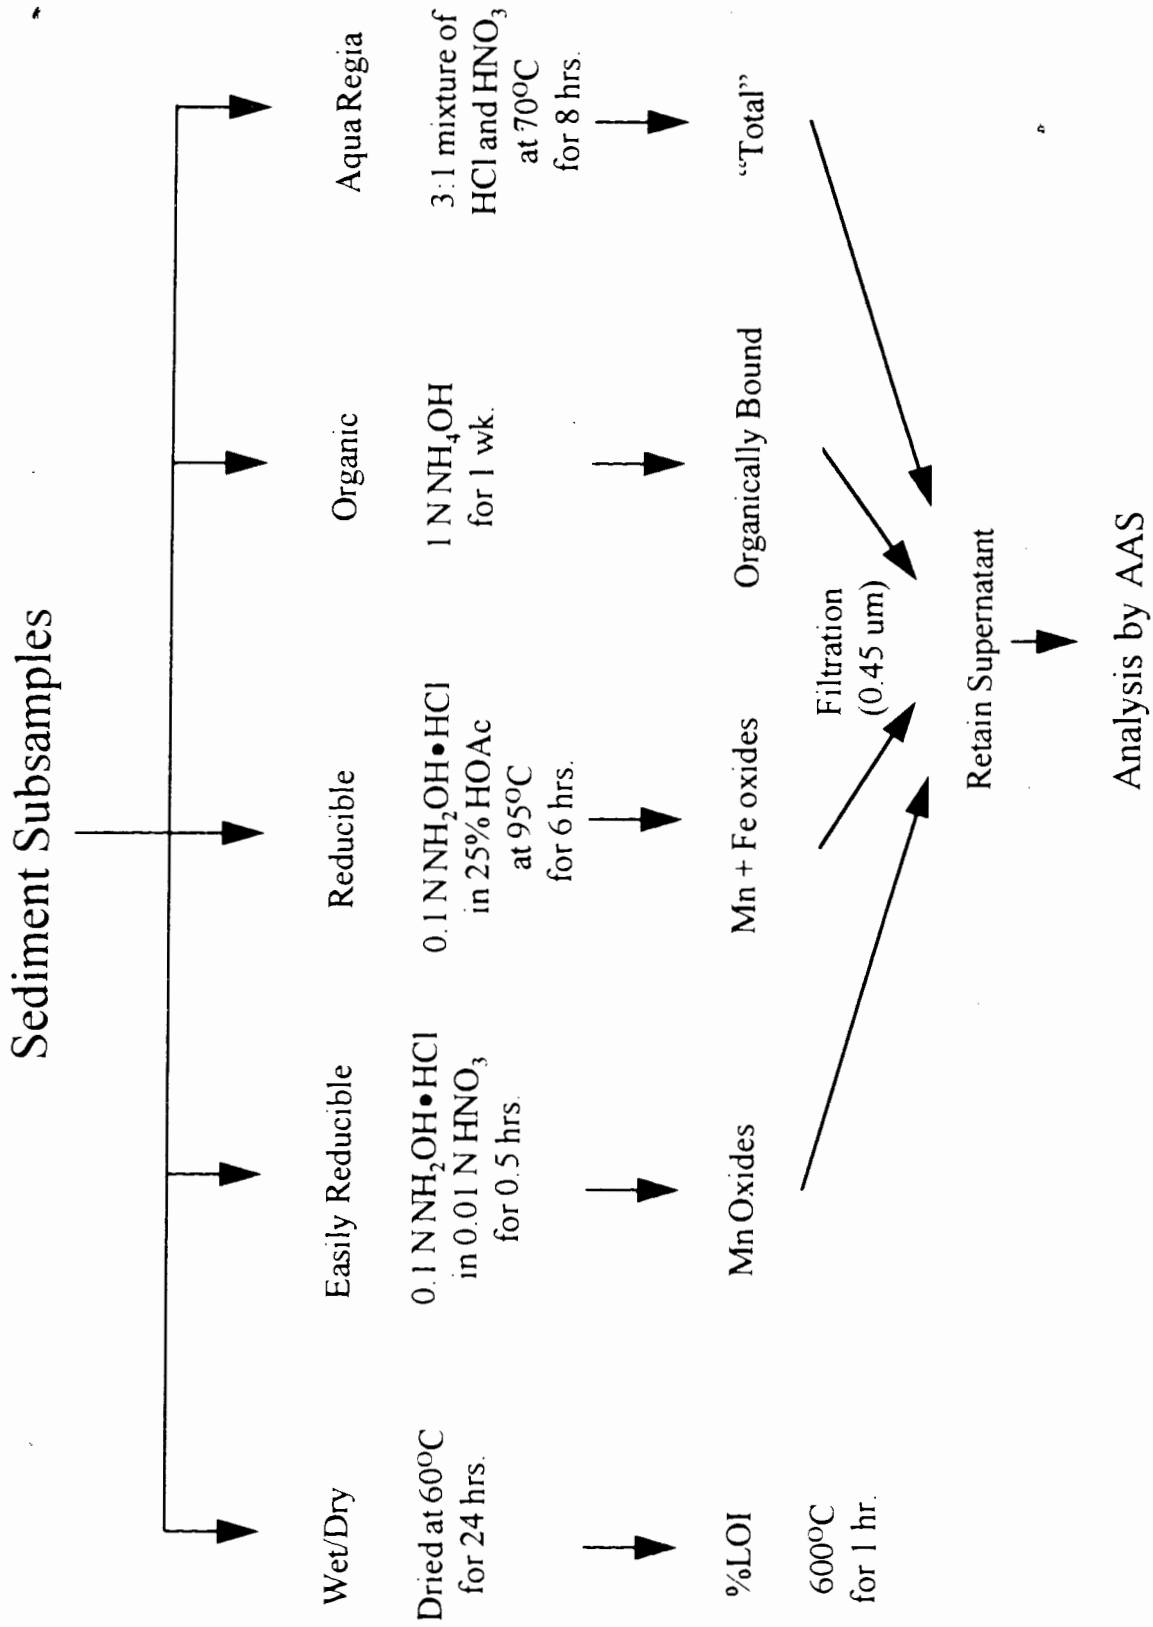 Sediment Subsamples
Wet/Dry
Dried at 60°C
for 24 hrs.
%LOI
600°C
for 1 hr.
Easily Reducible
0.1 N NH₂OH•HCl
in 0.01 N HNO₃
for 0.5 hrs.
Mn Oxides
Reducible
0.1 N NH₂OH•HCl
in 25% HOAc
at 95°C
for 6 hrs.
Mn + Fe oxides
Organic
1 N NH₄OH
for 1 wk.
Organically Bound
Aqua Regia
3:1 mixture of
HCl and HNO₃
at 70°C
for 8 hrs.
“Total”
Filtration
(0.45 um)
Retain Supernatant
Analysis by AAS